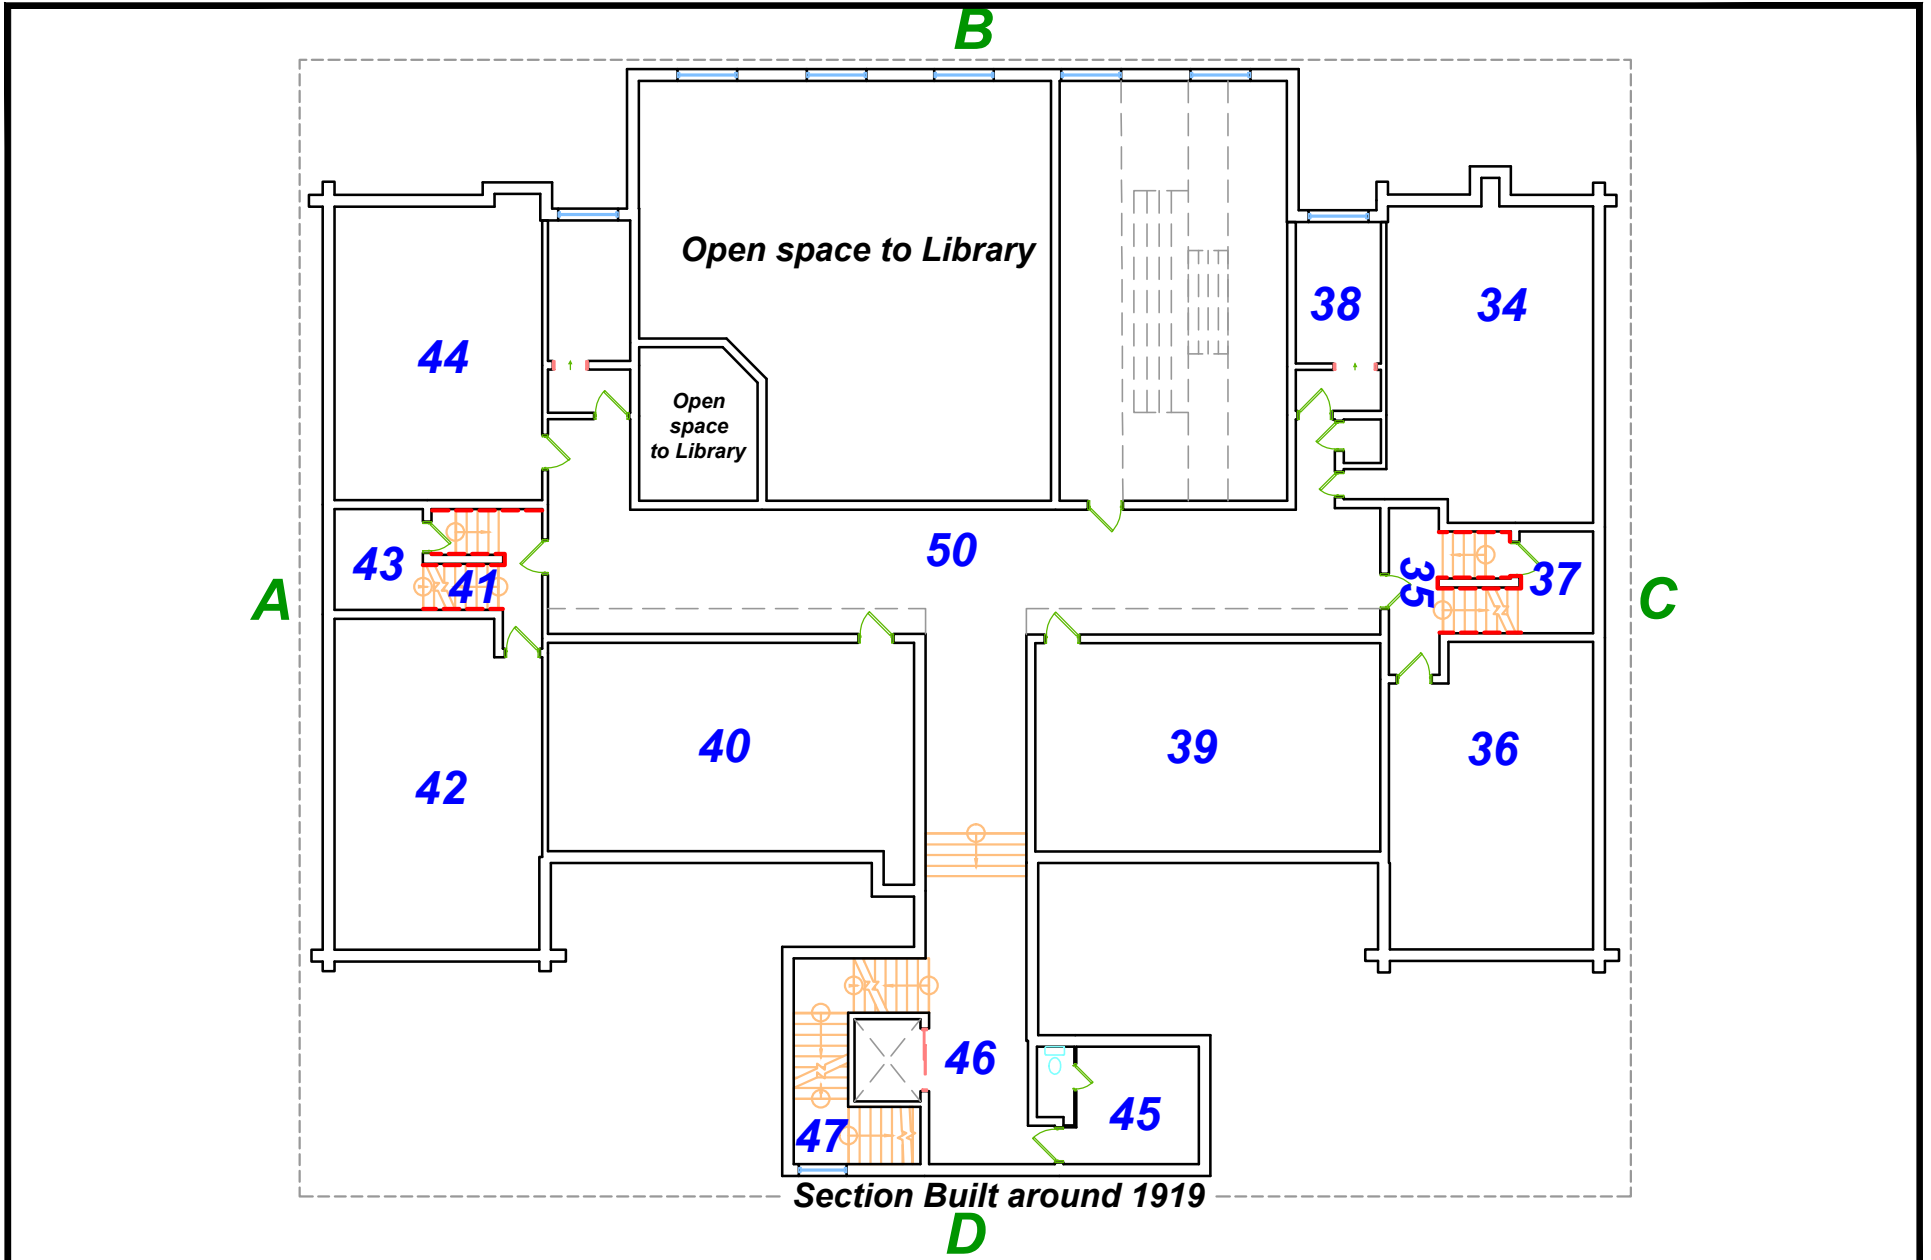 B
Open space to Library
38
34
44
Open
space
to Library
50
43
41
35
37
A
C
40
39
36
42
46
45
47
Section Built around 1919
D